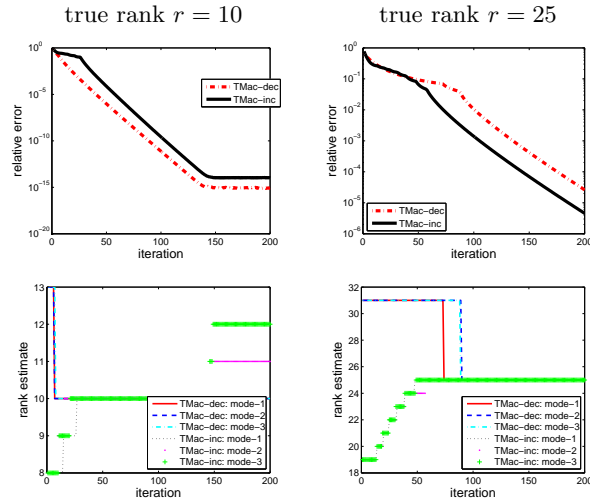 true rank r = 10
true rank r = 25
10^0
10^−5
10^−10
10^−15
10^−20
relative error
0
50
100
150
200
iteration
TMac−dec
TMac−inc
10^0
10^−1
10^−2
10^−3
10^−4
10^−5
10^−6
relative error
0
50
100
150
200
iteration
TMac−dec
TMac−inc
13
12
11
10
9
8
rank estimate
0
50
100
150
200
iteration
TMac−dec: mode−1
TMac−dec: mode−2
TMac−dec: mode−3
TMac−inc: mode−1
TMac−inc: mode−2
TMac−inc: mode−3
32
30
28
26
24
22
20
18
rank estimate
0
50
100
150
200
iteration
TMac−dec: mode−1
TMac−dec: mode−2
TMac−dec: mode−3
TMac−inc: mode−1
TMac−inc: mode−2
TMac−inc: mode−3